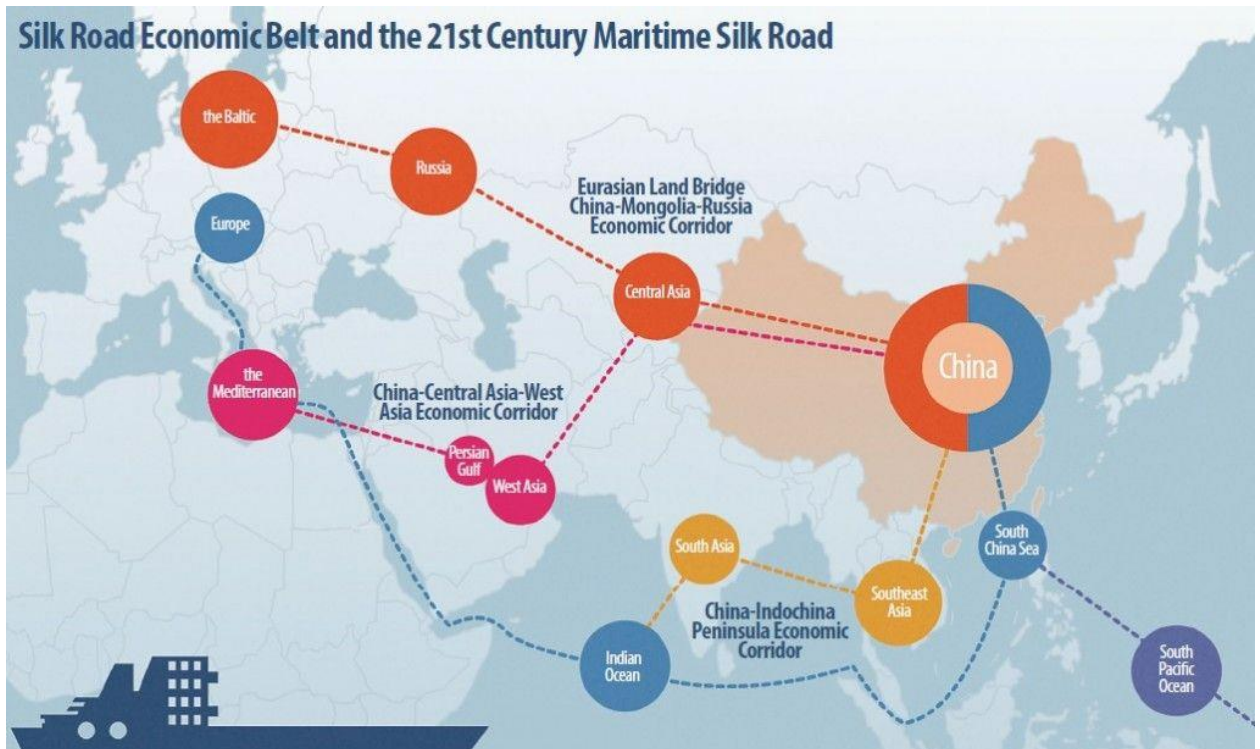 Silk Road Economic Belt and the 21st Century Maritime Silk Road
the Baltic
Russia
Europe
Eurasian Land Bridge
China-Mongolia-Russia
Economic Corridor
Central Asia
China
the
Mediterranean
China-Central Asia-West
Asia Economic Corridor
Persian
Gulf
West Asia
South Asia
South
China Sea
Southeast
Asia
China-Indochina
Peninsula Economic
Corridor
Indian
Ocean
South
Pacific
Ocean